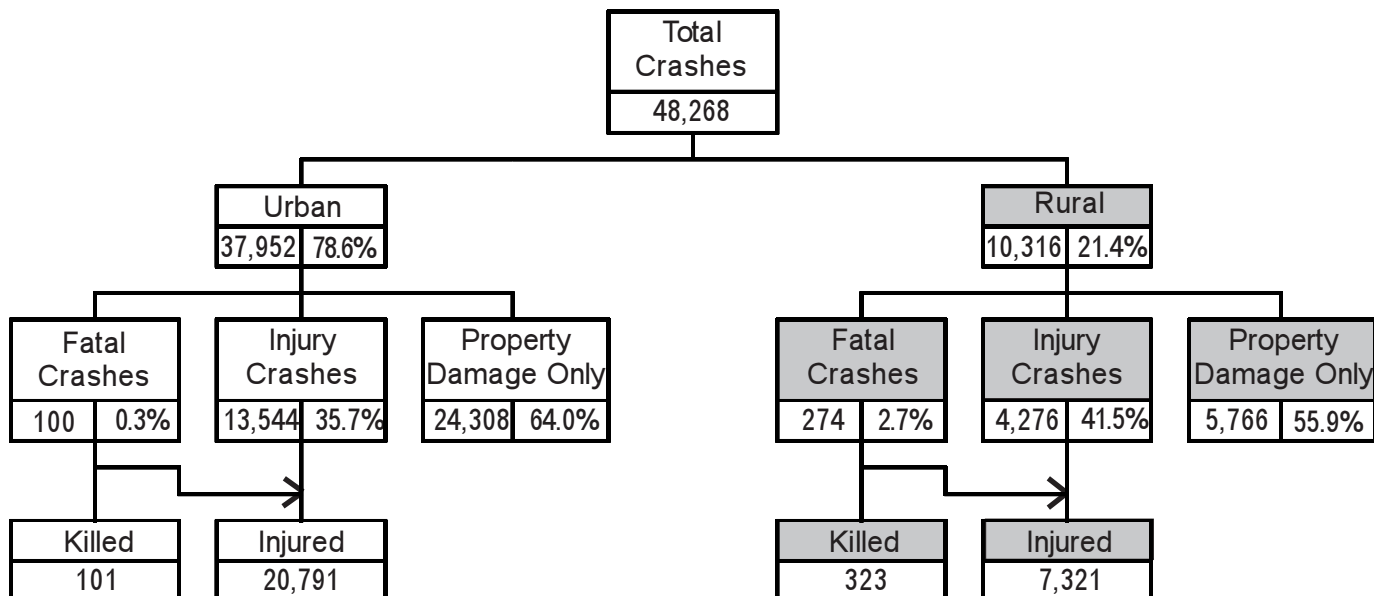 Total
Crashes
48,268
Urban
37,952 78.6%
Rural
10,316 21.4%
Fatal
Crashes
100 0.3%
Injury
Crashes
13,544 35.7%
Property
Damage Only
24,308 64.0%
Fatal
Crashes
274 2.7%
Injury
Crashes
4,276 41.5%
Property
Damage Only
5,766 55.9%
Killed
101
Injured
20,791
Killed
323
Injured
7,321